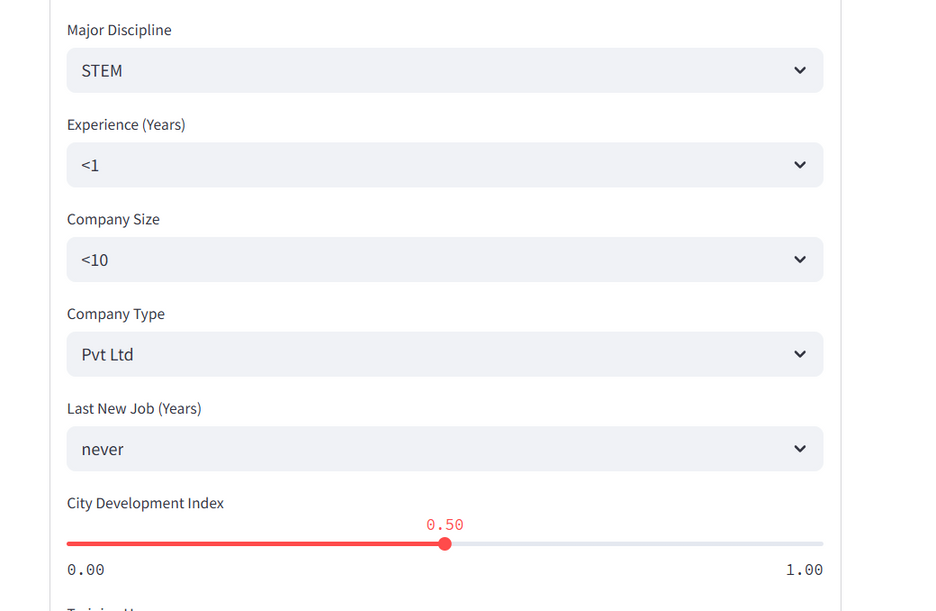 Major Discipline
STEM
Experience (Years)
<1
Company Size
<10
Company Type
Pvt Ltd
Last New Job (Years)
never
City Development Index
0.50
0.00 1.00